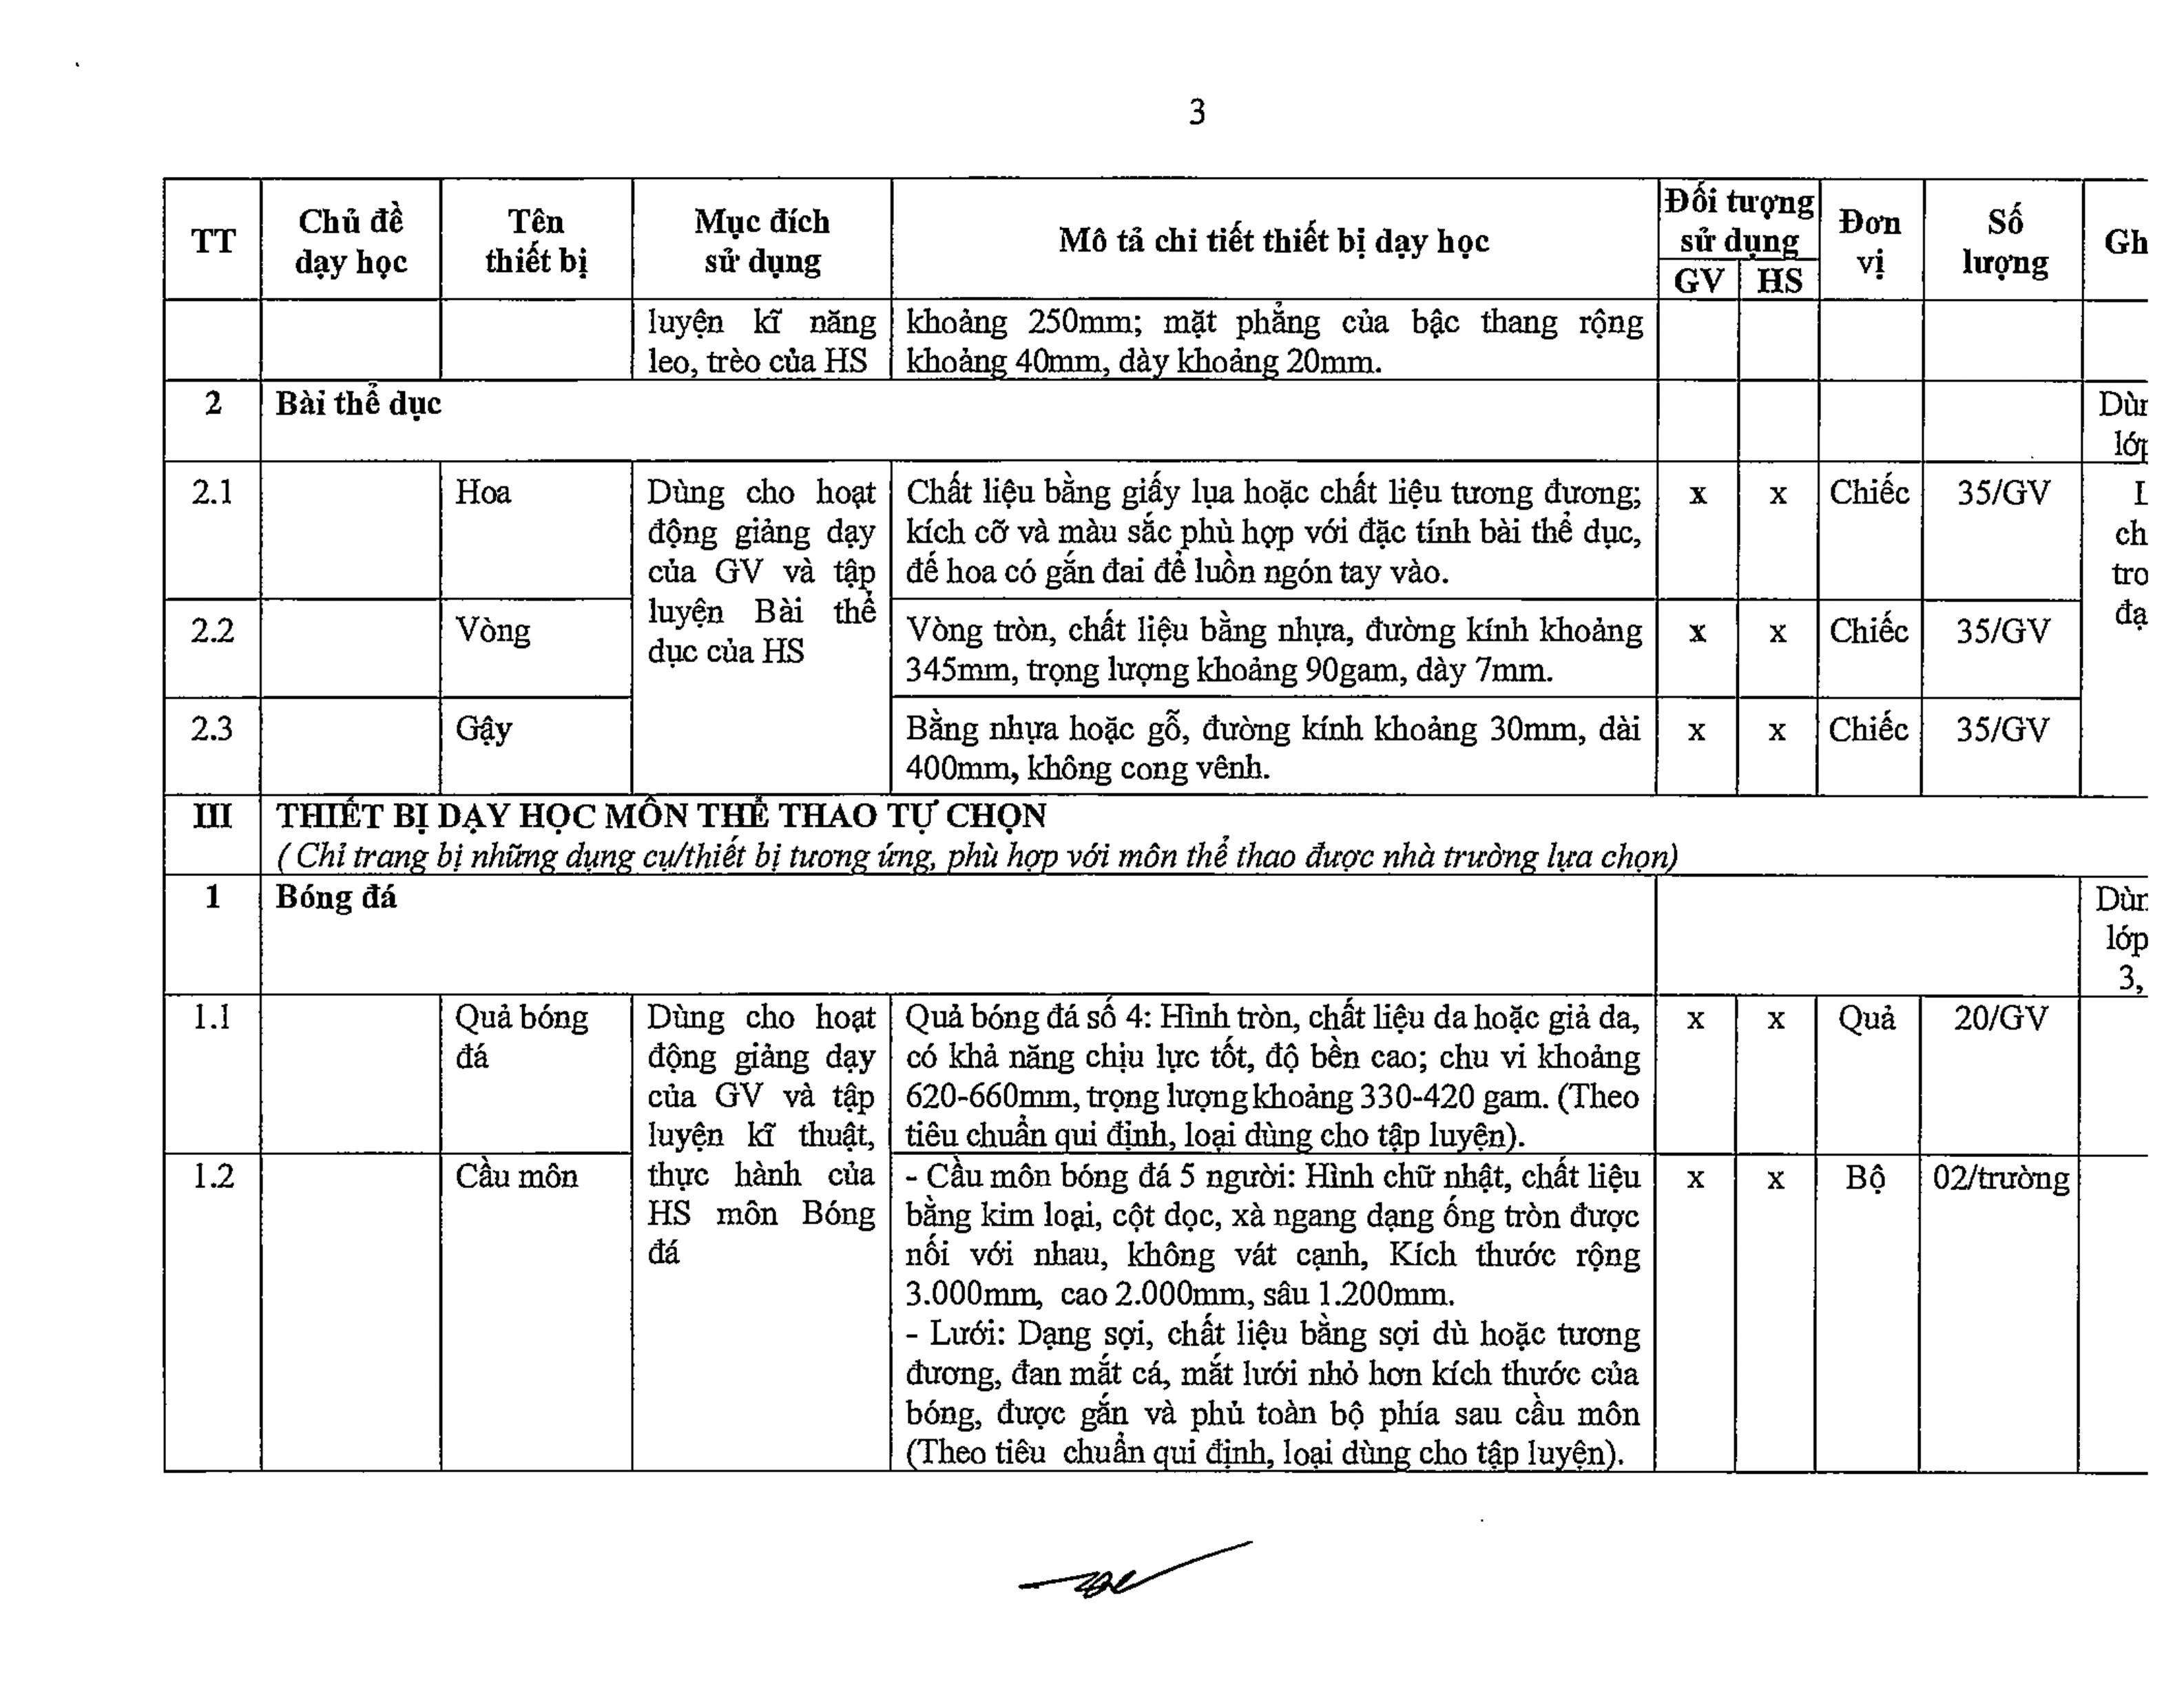 3
TT
Chủ đề
dạy học
Tên
thiết bị
Mục đích
sử dụng
Mô tả chi tiết thiết bị dạy học
Đối tượng
sử dụng
GV
HS
Đơn
vị
Số
lượng
Gh
luyện kĩ năng
leo, trèo của HS
khoảng 250mm; mặt phẳng của bậc thang rộng
khoảng 40mm, dày khoảng 20mm.
2
Bài thể dục
2.1
Hoa
Dùng cho hoạt
động giảng dạy
của GV và tập
luyện Bài thể
dục của HS
Chất liệu bằng giấy lụa hoặc chất liệu tương đương;
kích cỡ và màu sắc phù hợp với đặc tính bài thể dục,
đế hoa có gắn đai để luồn ngón tay vào.
x
x
Chiếc
35/GV
ch
tro
đạ
2.2
Vòng
Vòng tròn, chất liệu bằng nhựa, đường kính khoảng
345mm, trọng lượng khoảng 90gam, dày 7mm.
x
x
Chiếc
35/GV
2.3
Gậy
Bằng nhựa hoặc gỗ, đường kính khoảng 30mm, dài
400mm, không cong vênh.
x
x
Chiếc
35/GV
III
THIẾT BỊ DẠY HỌC MÔN THỂ THAO TỰ CHỌN
( Chỉ trang bị những dụng cụ/thiết bị tương ứng, phù hợp với môn thể thao được nhà trường lựa chọn)
1
Bóng đá
lớp
3,
1.1
Quả bóng
đá
Dùng cho hoạt
động giảng dạy
của GV và tập
luyện kĩ thuật,
thực hành của
HS môn Bóng
đá
Quả bóng đá số 4: Hình tròn, chất liệu da hoặc giả da,
có khả năng chịu lực tốt, độ bền cao; chu vi khoảng
620-660mm, trọng lượng khoảng 330-420 gam. (Theo
tiêu chuẩn qui định, loại dùng cho tập luyện).
x
x
Quả
20/GV
1.2
Cầu môn
- Cầu môn bóng đá 5 người: Hình chữ nhật, chất liệu
bằng kim loại, cột dọc, xà ngang dạng ống tròn được
nối với nhau, không vát cạnh, Kích thước rộng
3.000mm, cao 2.000mm, sâu 1.200mm.
- Lưới: Dạng sợi, chất liệu bằng sợi dù hoặc tương
đương, đan mắt cá, mắt lưới nhỏ hơn kích thước của
bóng, được gắn và phủ toàn bộ phía sau cầu môn
(Theo tiêu chuẩn qui định, loại dùng cho tập luyện).
x
x
Bộ
02/trường